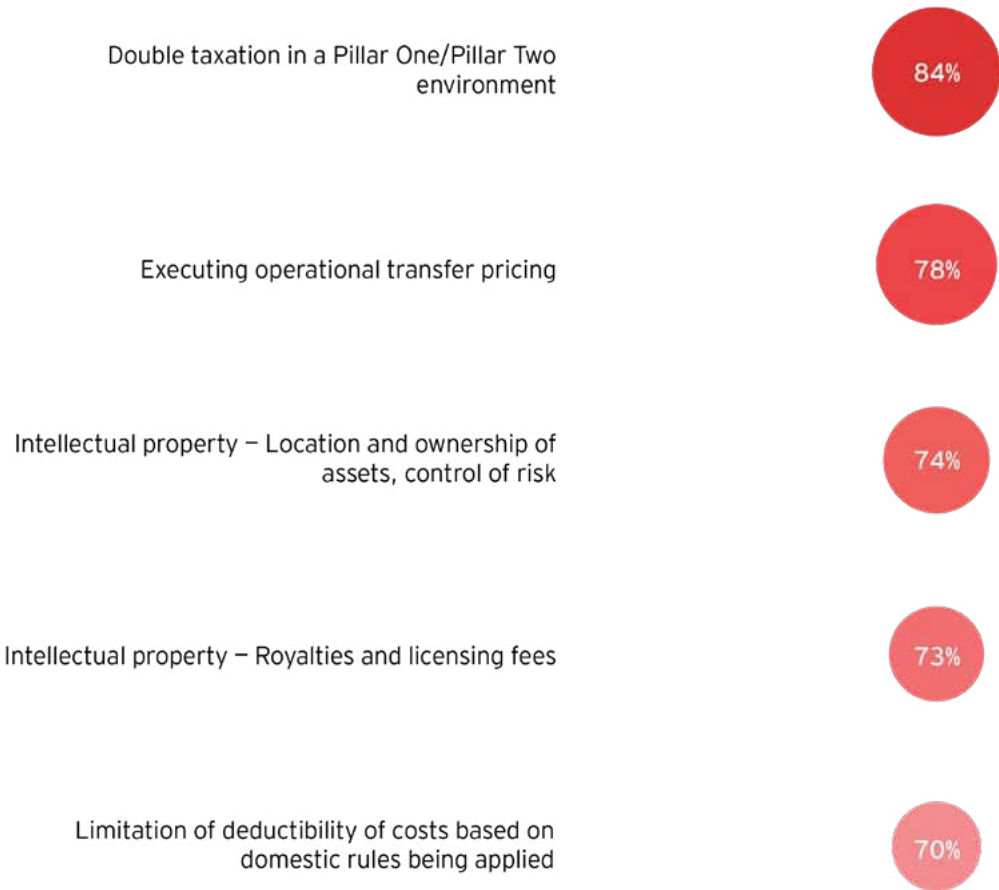 Double taxation in a Pillar One/Pillar Two
environment
84%
Executing operational transfer pricing
78%
Intellectual property – Location and ownership of
assets, control of risk
74%
Intellectual property – Royalties and licensing fees
73%
Limitation of deductibility of costs based on
domestic rules being applied
70%